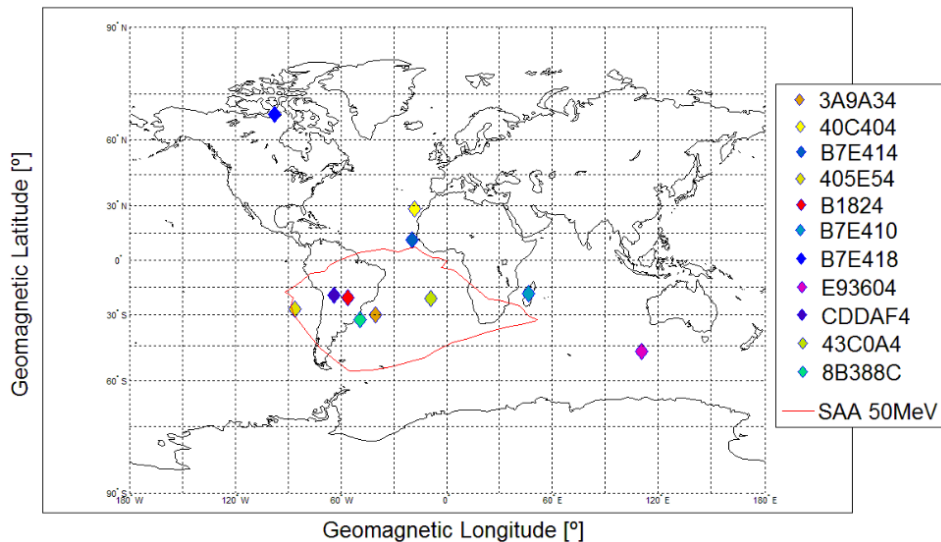 90° N
60° N
30° N
0°
30° S
60° S
90° S
180° W
120° W
60° W
0°
60° E
120° E
180° E
Geomagnetic Latitude [º]
Geomagnetic Longitude [º]
3A9A34
40C404
B7E414
405E54
B1824
B7E410
B7E418
E93604
CDDAF4
43C0A4
8B388C
SAA 50MeV